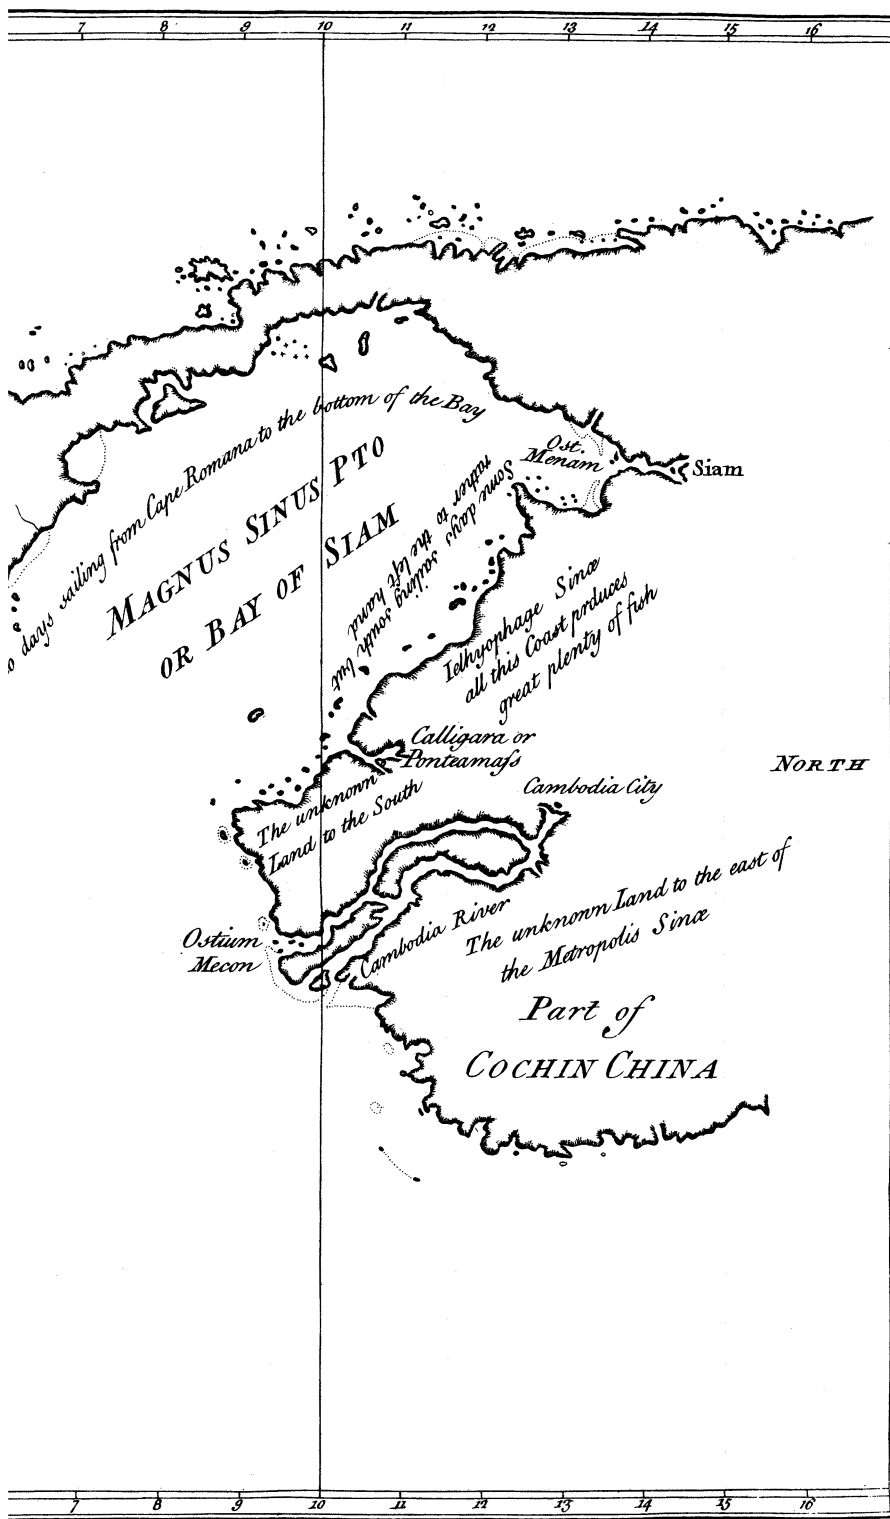 7 8 9 10 11 12 13 14 15 16
days sailing from Cape Romana to the bottom of the Bay
MAGNUS SINUS PTO
OR BAY OF SIAM
Some days sailing south but
rather to the left hand
Ost.
Menam
Siam
Icthyophage Sinæ
all this Coast prduces
great plenty of fish
Calligara or
Ponteamaſs
NORTH
The unknown
Land to the South
Cambodia City
Ostium
Mecon
Cambodia River
The unknown Land to the east of
the Metropolis Sinæ
Part of
COCHIN CHINA
7 8 9 10 11 12 13 14 15 16